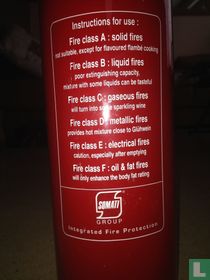 Instructions for use :
Fire class A : solid fires
not suitable, except for flavoured flambé cooking
Fire class B : liquid fires
poor extinguishing capacity,
mixture with some liquids can be tasteful
Fire class C : gaseous fires
will turn into some sparkling wine
Fire class D : metallic fires
provides hot mixture close to Glühwein
Fire class E : electrical fires
caution, especially after emptying
Fire class F : oil & fat fires
will only enhance the body fat rating
SOMATI
GROUP
Integrated Fire Protection
catawiki